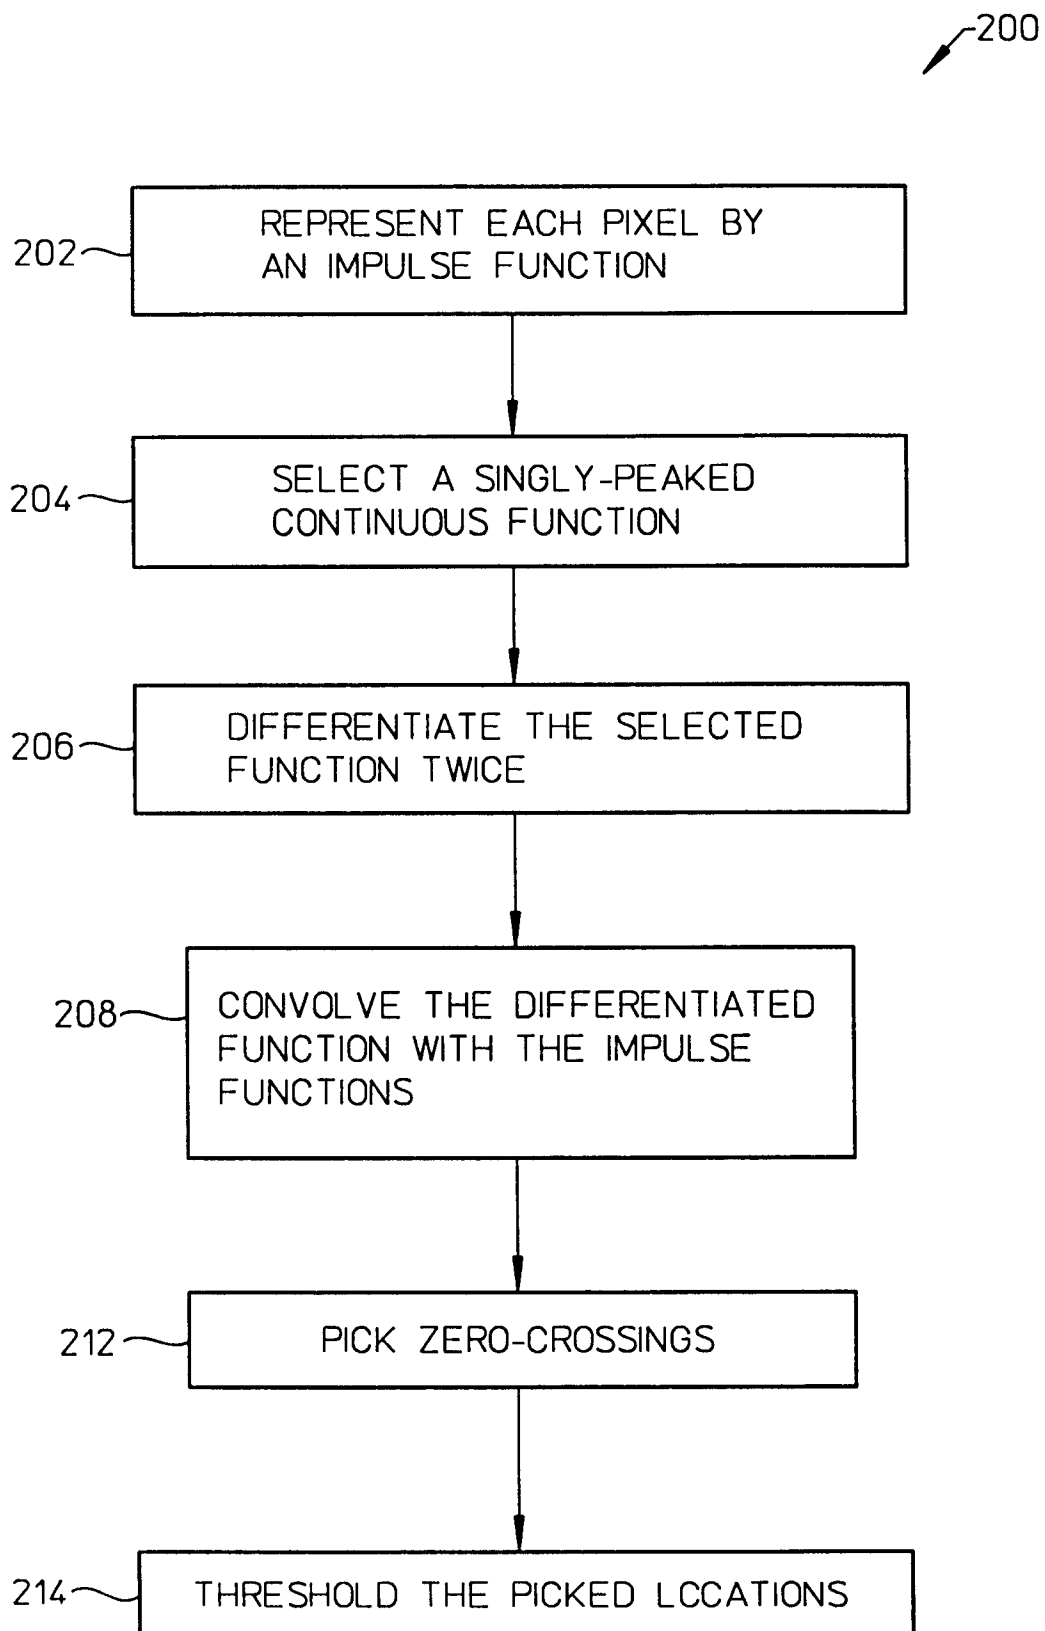 200
202
REPRESENT EACH PIXEL BY
AN IMPULSE FUNCTION
204
SELECT A SINGLY-PEAKED
CONTINUOUS FUNCTION
206
DIFFERENTIATE THE SELECTED
FUNCTION TWICE
208
CONVOLVE THE DIFFERENTIATED
FUNCTION WITH THE IMPULSE
FUNCTIONS
212
PICK ZERO-CROSSINGS
214
THRESHOLD THE PICKED LCCATIONS